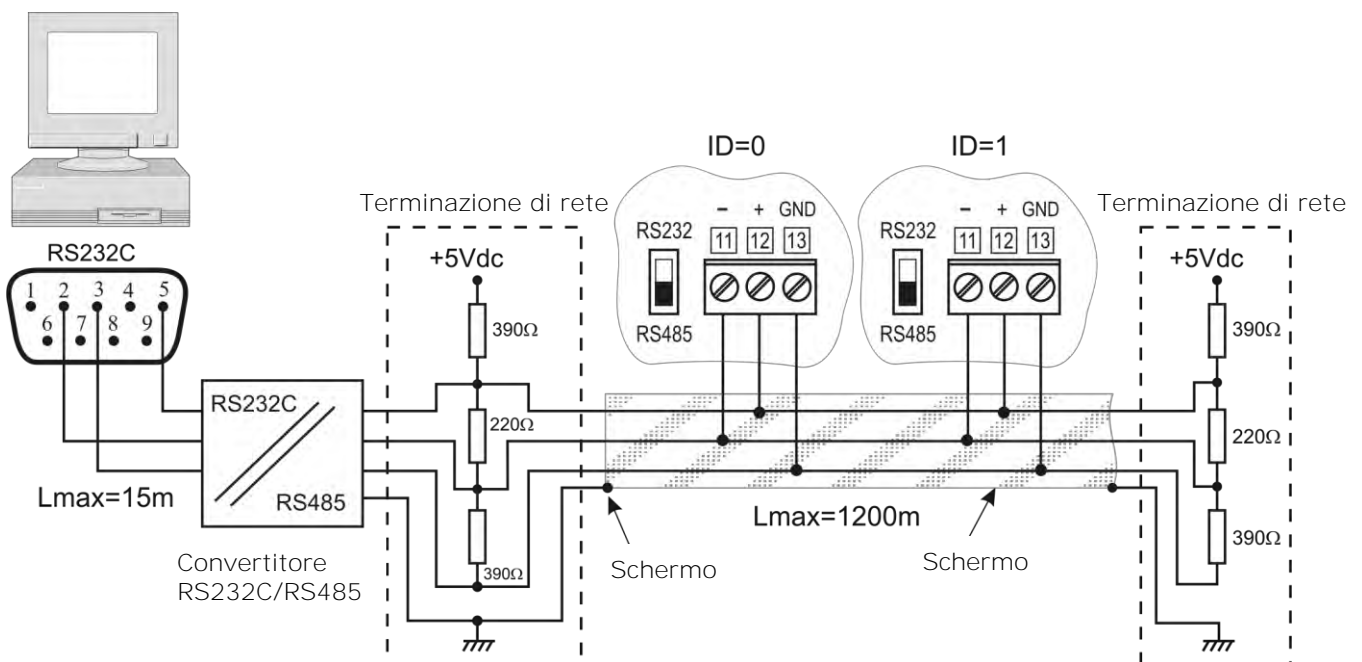 ID=0
ID=1
Terminazione di rete
Terminazione di rete
RS232C
1 2 3 4 5
6 7 8 9
+5Vdc
390Ω
220Ω
390Ω
RS232
RS485
− + GND
11 12 13
RS232
RS485
− + GND
11 12 13
+5Vdc
390Ω
220Ω
390Ω
RS232C
RS485
Lmax=15m
Convertitore
RS232C/RS485
Schermo
Lmax=1200m
Schermo